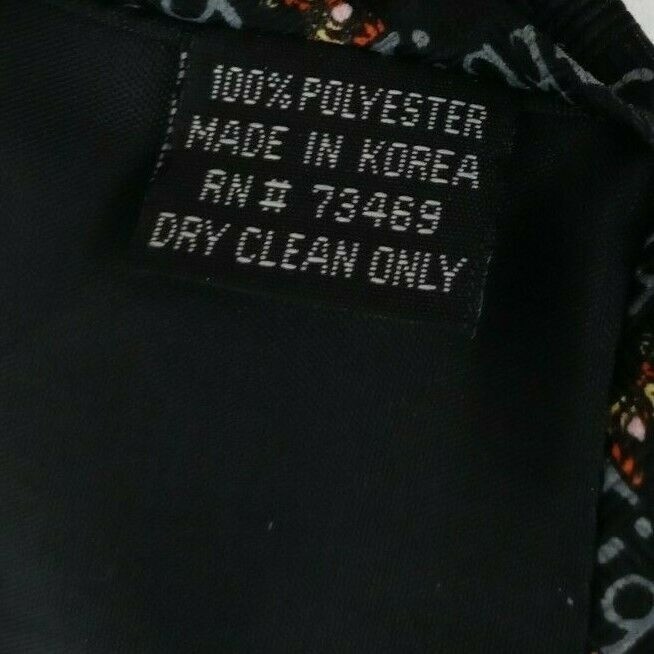 100% POLYESTER
MADE IN KOREA
RN# 73469
DRY CLEAN ONLY